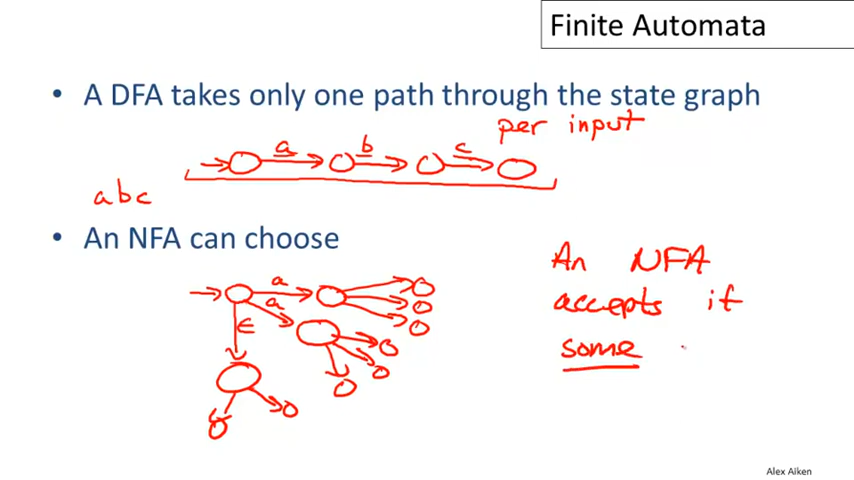 Finite Automata
• A DFA takes only one path through the state graph
per input
a b c
abc
• An NFA can choose
a
a
ε
An NFA
accepts if
some
Alex Aiken